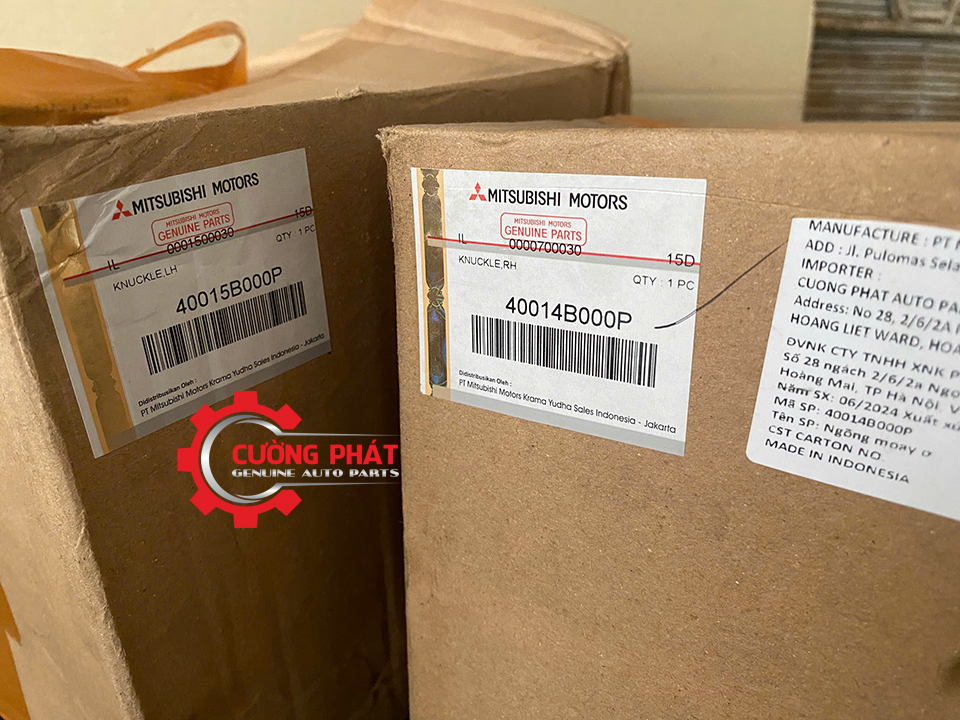 MITSUBISHI MOTORS
MITSUBISHI MOTORS
GENUINE PARTS
IL 0001500030 15D
KNUCKLE,LH QTY : 1 PC
40015B000P
Didistribusikan Oleh :
PT Mitsubishi Motors Krama Yudha Sales Indonesia - Jakarta
MITSUBISHI MOTORS
MITSUBISHI MOTORS
GENUINE PARTS
IL 0000700030 15D
KNUCKLE,RH QTY : 1 PC
40014B000P
Didistribusikan Oleh :
PT Mitsubishi Motors Krama Yudha Sales Indonesia - Jakarta
MANUFACTURE : PT
ADD : Jl. Pulomas
IMPORTER :
CUONG PHAT AUTO
Address: No 28, 2/6/2A
HOANG LIET WARD,
ĐVNK CTY TNHH XNK
Số 28 ngách 2/6/2a
Hoàng Mai, TP Hà Nội.
Năm SX: 06/2024 Xuất
Mã SP: 40014B000P
Tên SP: Ngõng moay ơ
CST CARTON NO.
MADE IN INDONESIA
CƯỜNG PHÁT
GENUINE AUTO PARTS